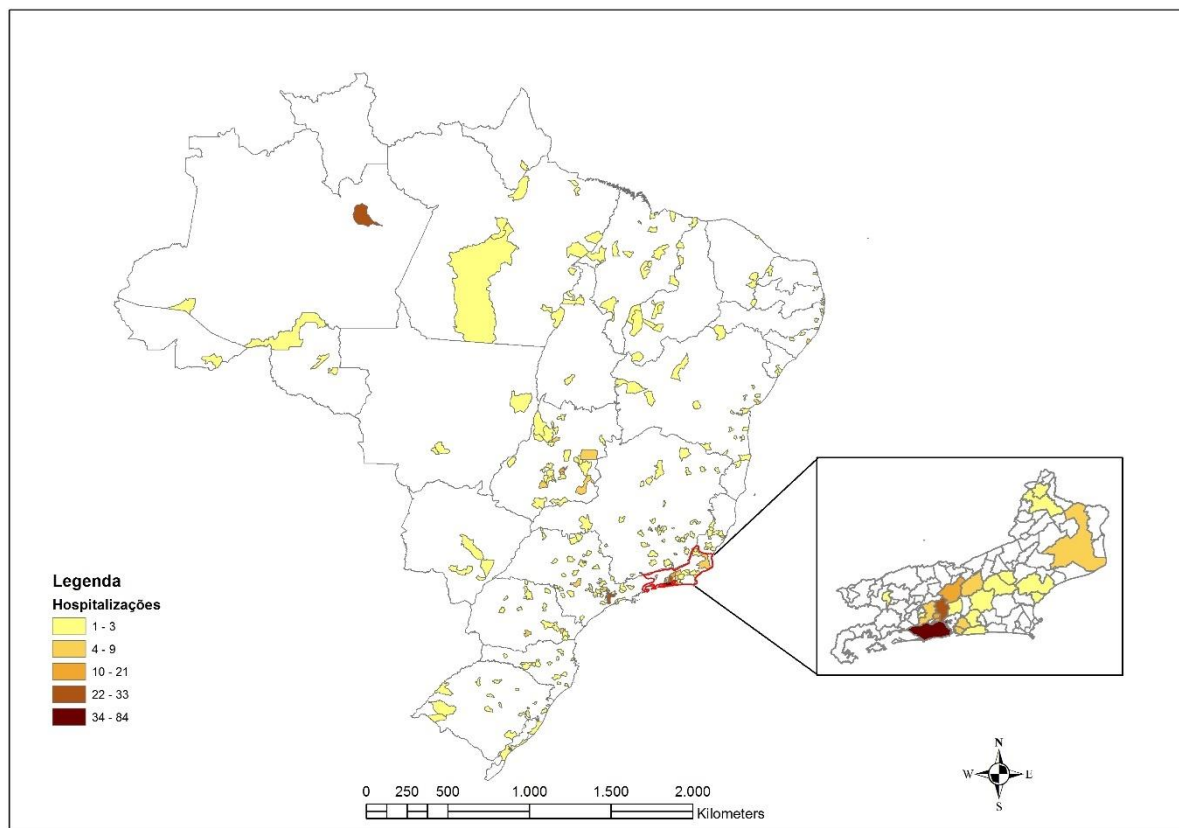 Legenda
Hospitalizações
1 - 3
4 - 9
10 - 21
22 - 33
34 - 84
N
W E
S
0 250 500 1.000 1.500 2.000
Kilometers